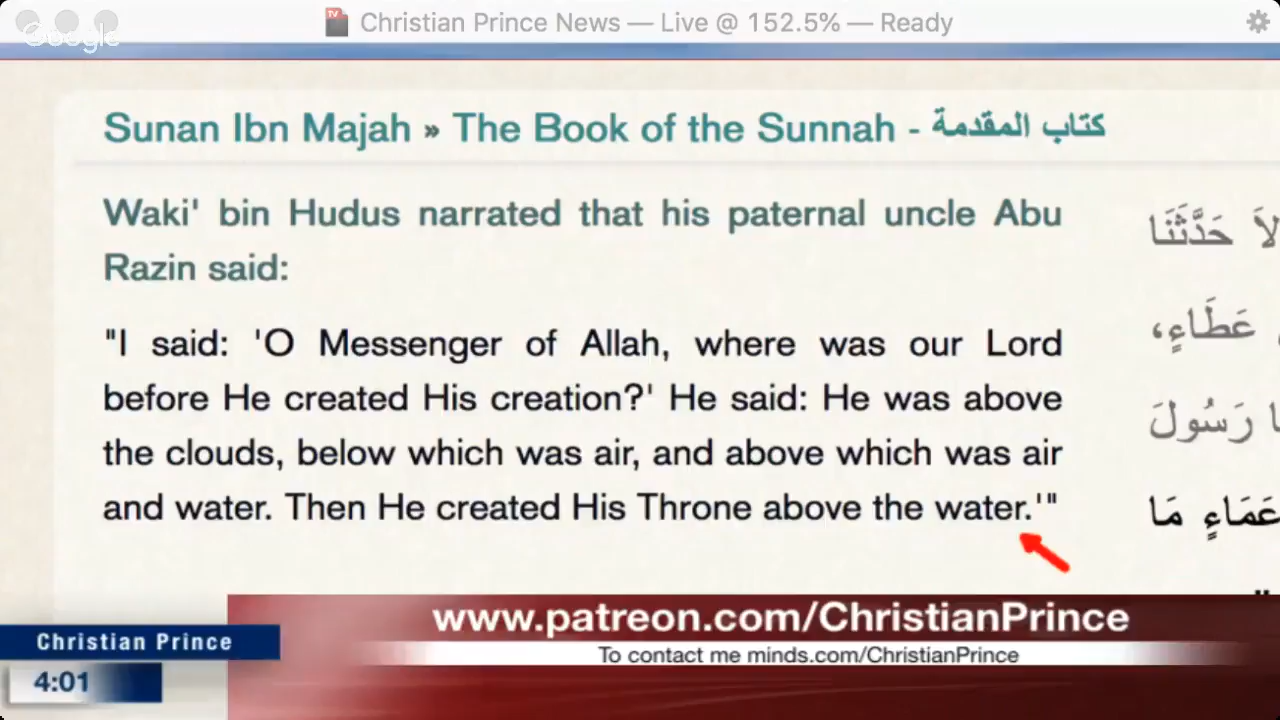 Christian Prince News — Live @ 152.5% — Ready
Google
Sunan Ibn Majah » The Book of the Sunnah - كتاب المقدمة
Waki' bin Hudus narrated that his paternal uncle Abu
Razin said:
لاَ حَدَّثَنَا
"I said: 'O Messenger of Allah, where was our Lord
عَطَاءٍ،
before He created His creation?' He said: He was above
رَسُولَ
the clouds, below which was air, and above which was air
and water. Then He created His Throne above the water.'"
عَمَاءٍ مَا
www.patreon.com/ChristianPrince
Christian Prince
To contact me minds.com/ChristianPrince
4:01